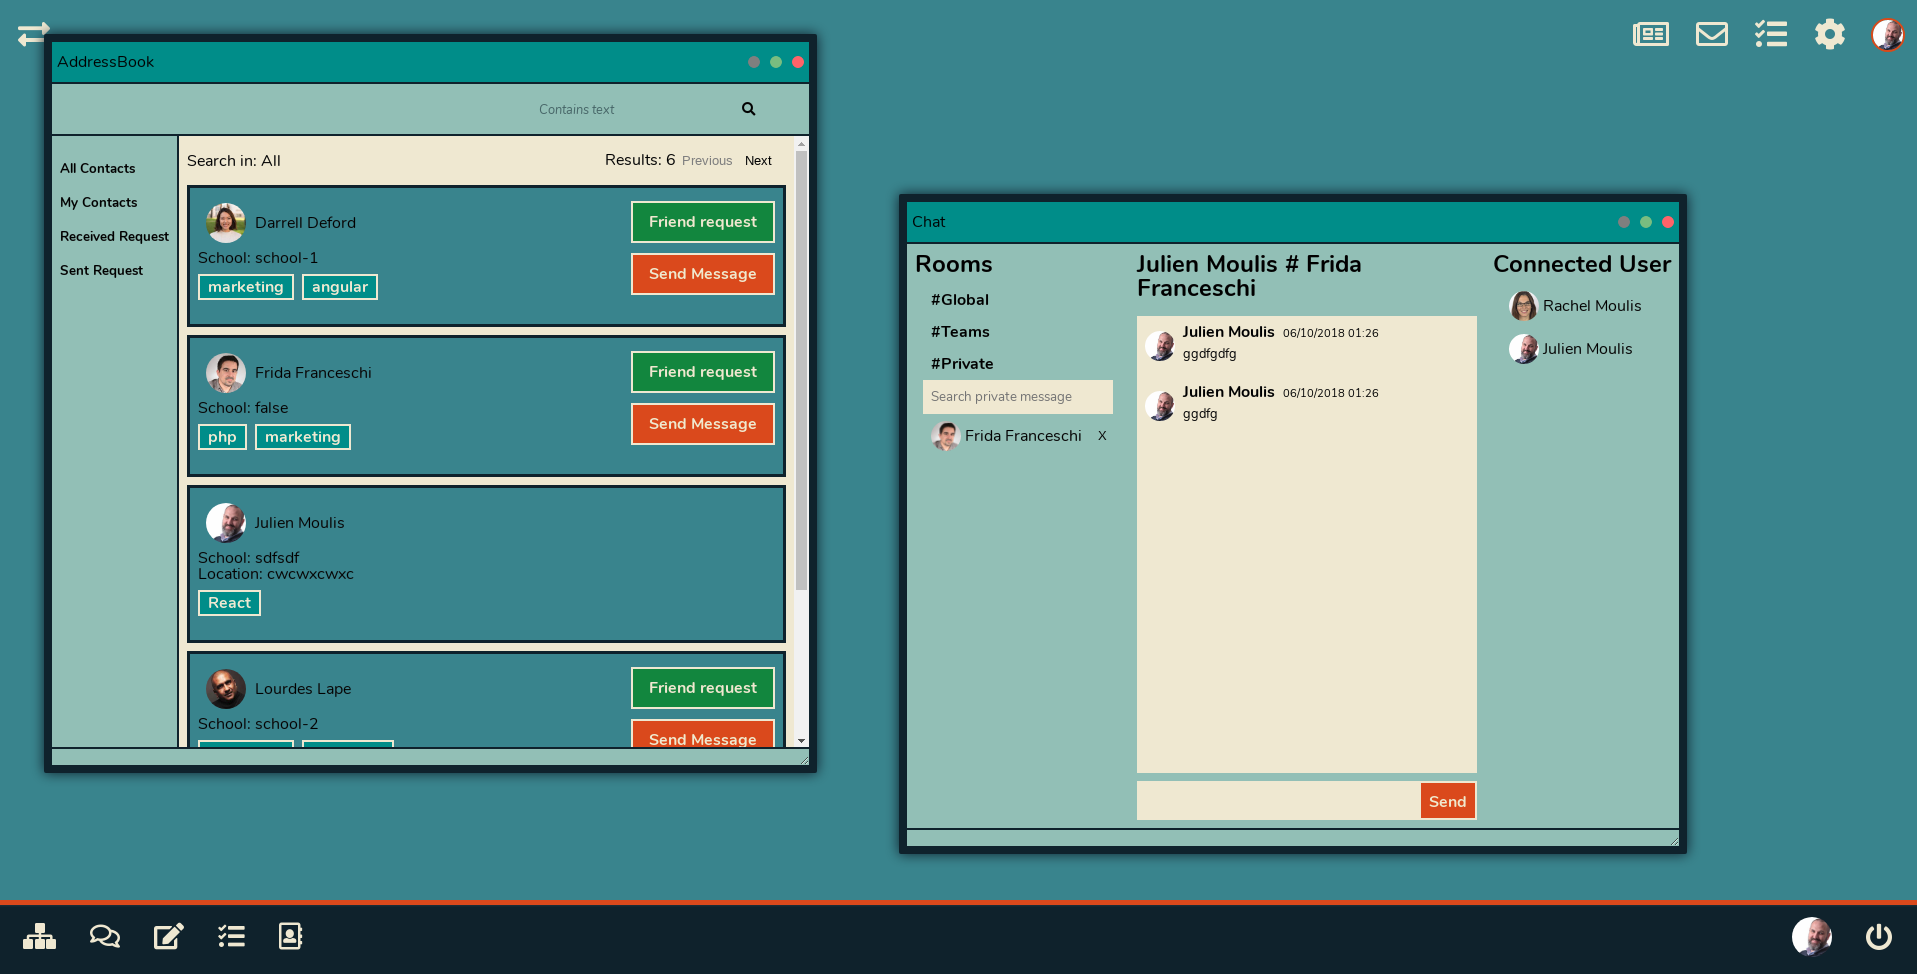 AddressBook
Contains text
All Contacts
My Contacts
Received Request
Sent Request
Search in: All
Results: 6 Previous Next
Darrell Deford
School: school-1
marketing angular
Friend request
Send Message
Frida Franceschi
School: false
php marketing
Friend request
Send Message
Julien Moulis
School: sdfsdf
Location: cwcwxcwxc
React
Lourdes Lape
School: school-2
Friend request
Send Message
Chat
Rooms
#Global
#Teams
#Private
Search private message
Frida Franceschi X
Julien Moulis # Frida
Franceschi
Julien Moulis 06/10/2018 01:26
ggdfgdfg
Julien Moulis 06/10/2018 01:26
ggdfg
Send
Connected User
Rachel Moulis
Julien Moulis